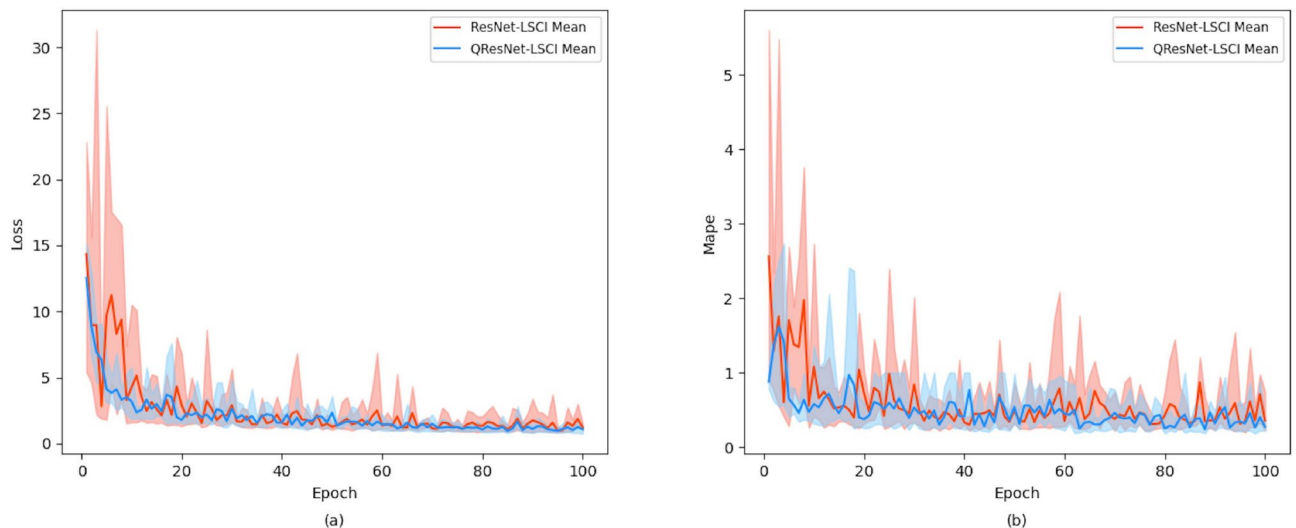 ResNet-LSCI Mean
QResNet-LSCI Mean
30
25
20
15
10
5
0
Loss
0 20 40 60 80 100
Epoch
(a)
ResNet-LSCI Mean
QResNet-LSCI Mean
5
4
3
2
1
0
Mape
0 20 40 60 80 100
Epoch
(b)